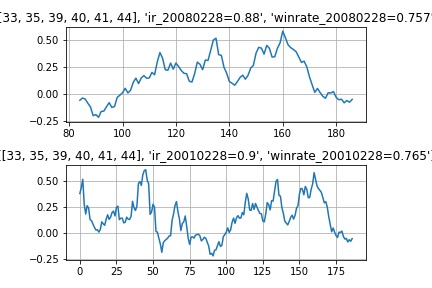 [33, 35, 39, 40, 41, 44], 'ir_20080228=0.88', 'winrate_20080228=0.757'
0.50
0.25
0.00
−0.25
80 100 120 140 160 180
[[33, 35, 39, 40, 41, 44], 'ir_20010228=0.9', 'winrate_20010228=0.765']
0.50
0.25
0.00
−0.25
0 25 50 75 100 125 150 175